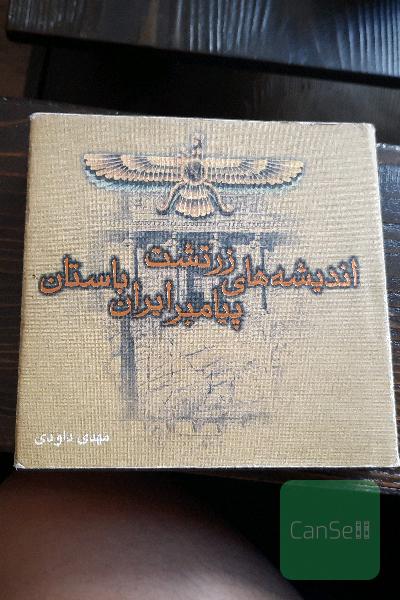 اندیشه‌های زرتشت
پیامبر ایران باستان
مهدی داودی
CanSell